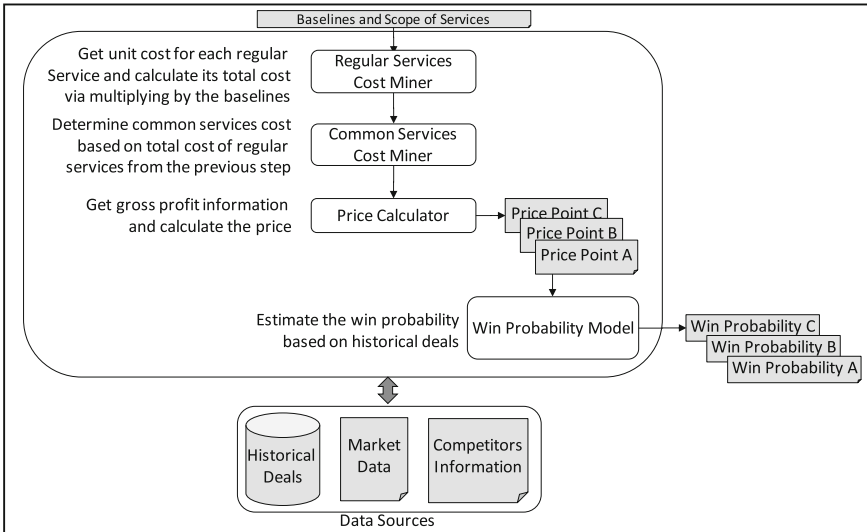 Baselines and Scope of Services
Get unit cost for each regular
Service and calculate its total cost
via multiplying by the baselines
Regular Services
Cost Miner
Determine common services cost
based on total cost of regular
services from the previous step
Common Services
Cost Miner
Get gross profit information
and calculate the price
Price Calculator
Price Point C
Price Point B
Price Point A
Estimate the win probability
based on historical deals
Win Probability Model
Win Probability C
Win Probability B
Win Probability A
Historical
Deals
Market
Data
Competitors
Information
Data Sources